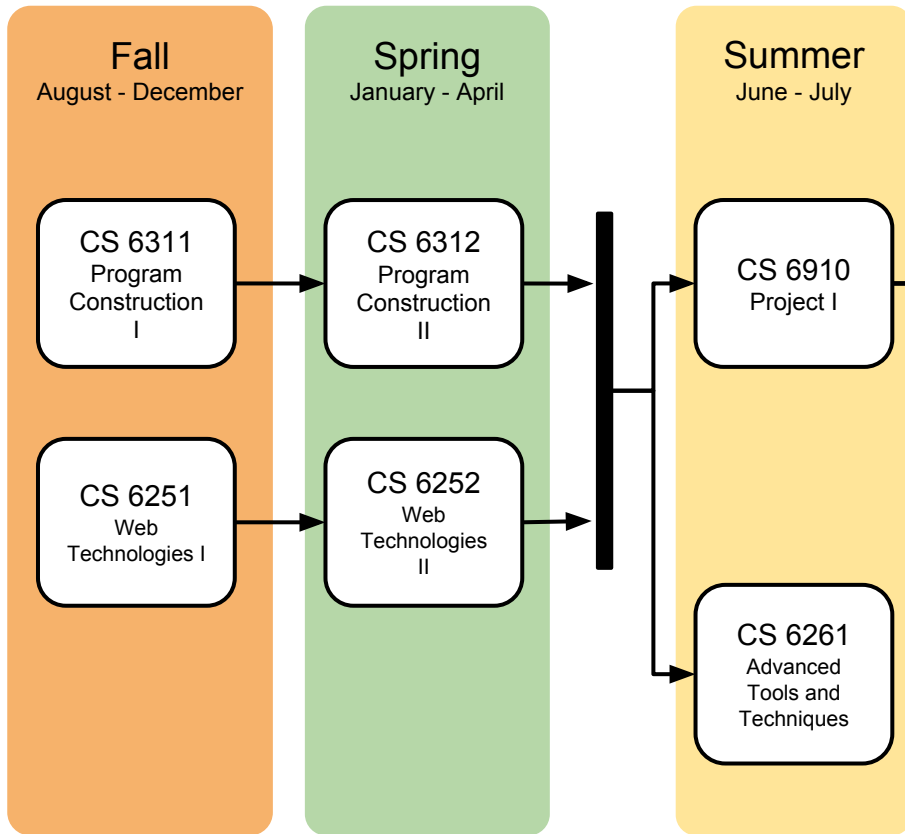 Fall
August - December
Spring
January - April
Summer
June - July
CS 6311
Program
Construction
I
CS 6312
Program
Construction
II
CS 6910
Project I
CS 6251
Web
Technologies I
CS 6252
Web
Technologies
II
CS 6261
Advanced
Tools and
Techniques